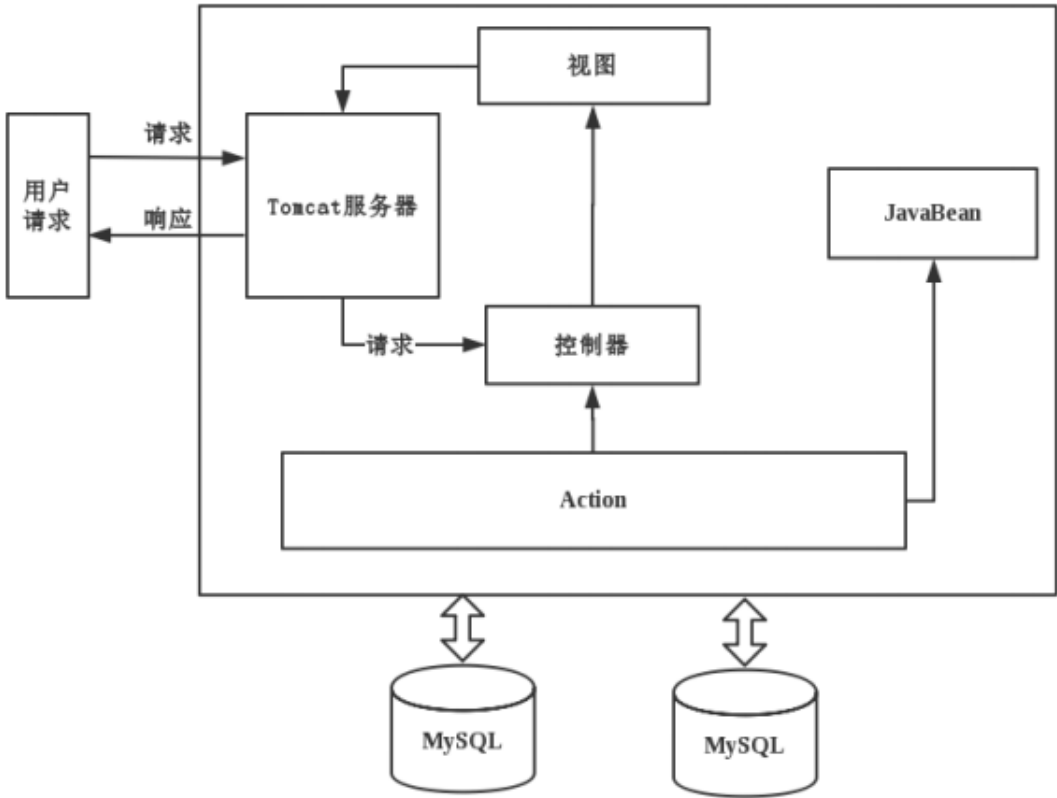 视图
请求
用户
请求
Tomcat服务器
响应
JavaBean
请求
控制器
Action
MySQL
MySQL